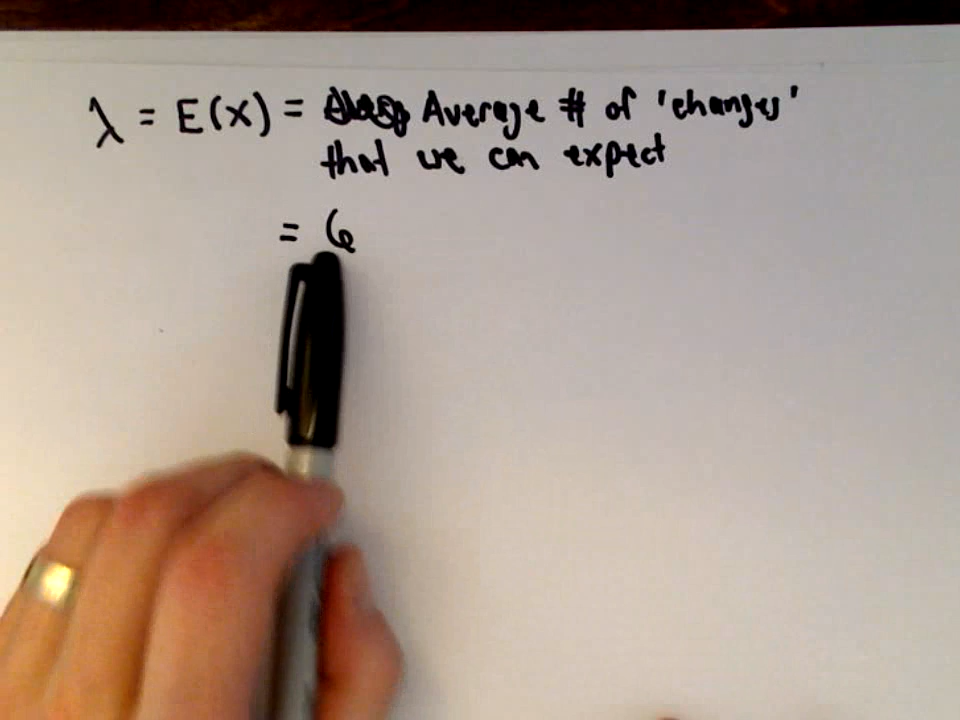 λ = E(X) = Average # of 'changes'
that we can expect
= 6